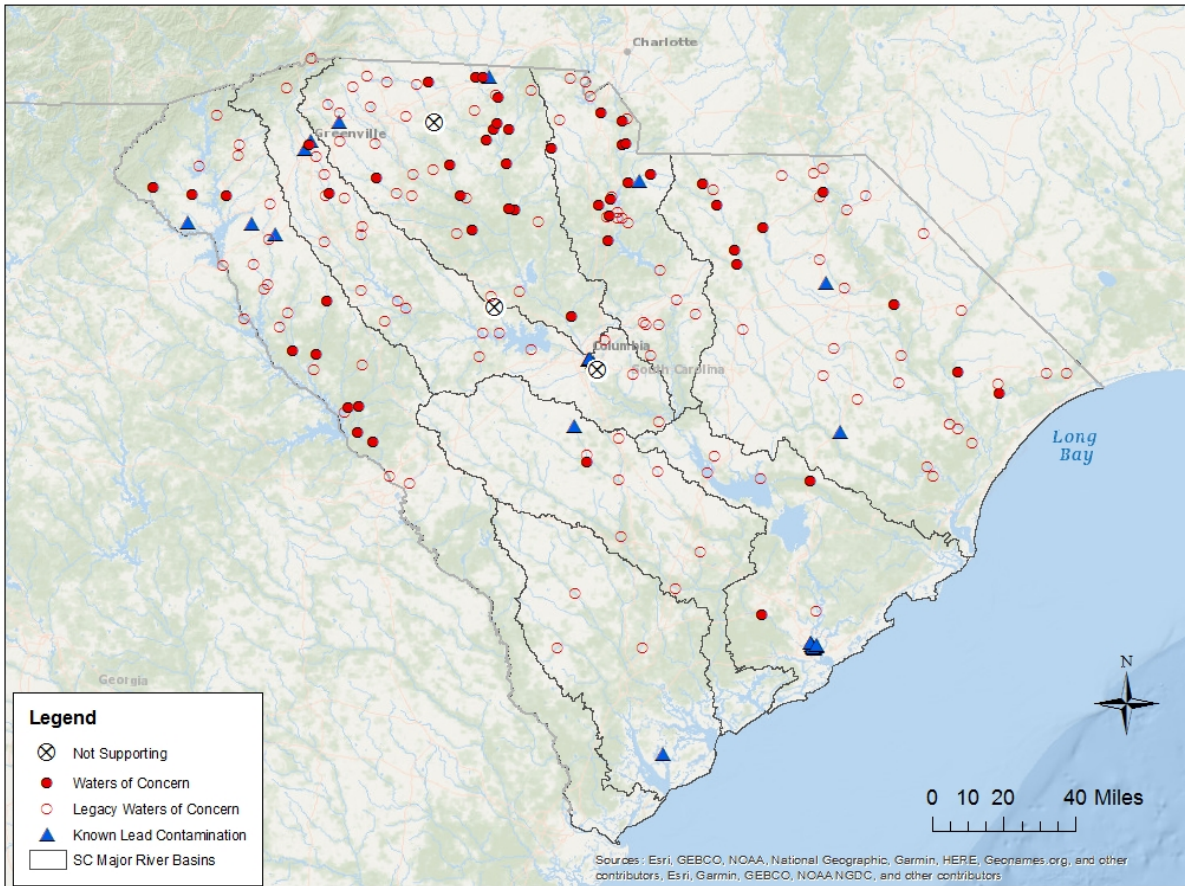 Charlotte
Greenville
Columbia
South Carolina
Long
Bay
Georgia
N
Legend
Not Supporting
Waters of Concern
Legacy Waters of Concern
Known Lead Contamination
SC Major River Basins
0 10 20 40 Miles
Sources: Esri, GEBCO, NOAA, National Geographic, Garmin, HERE, Geonames.org, and other
contributors, Esri, Garmin, GEBCO, NOAA NGDC, and other contributors